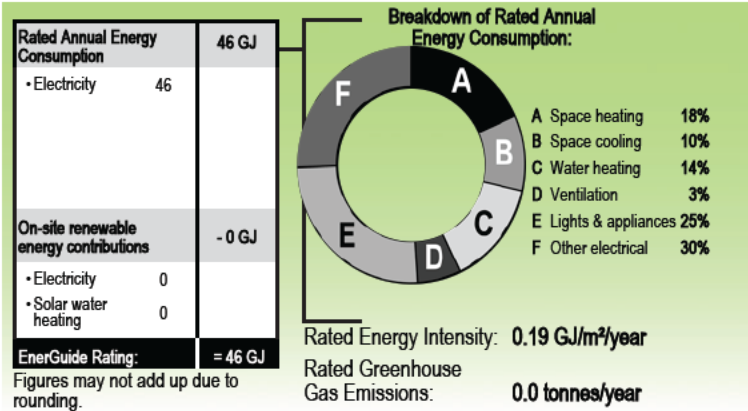 Rated Annual Energy
Consumption
46 GJ
• Electricity 46
On-site renewable
energy contributions
- 0 GJ
• Electricity 0
• Solar water
heating 0
EnerGuide Rating: = 46 GJ
Figures may not add up due to
rounding.
Breakdown of Rated Annual
Energy Consumption:
A
B
C
D
E
F
A Space heating 18%
B Space cooling 10%
C Water heating 14%
D Ventilation 3%
E Lights & appliances 25%
F Other electrical 30%
Rated Energy Intensity: 0.19 GJ/m²/year
Rated Greenhouse
Gas Emissions: 0.0 tonnes/year